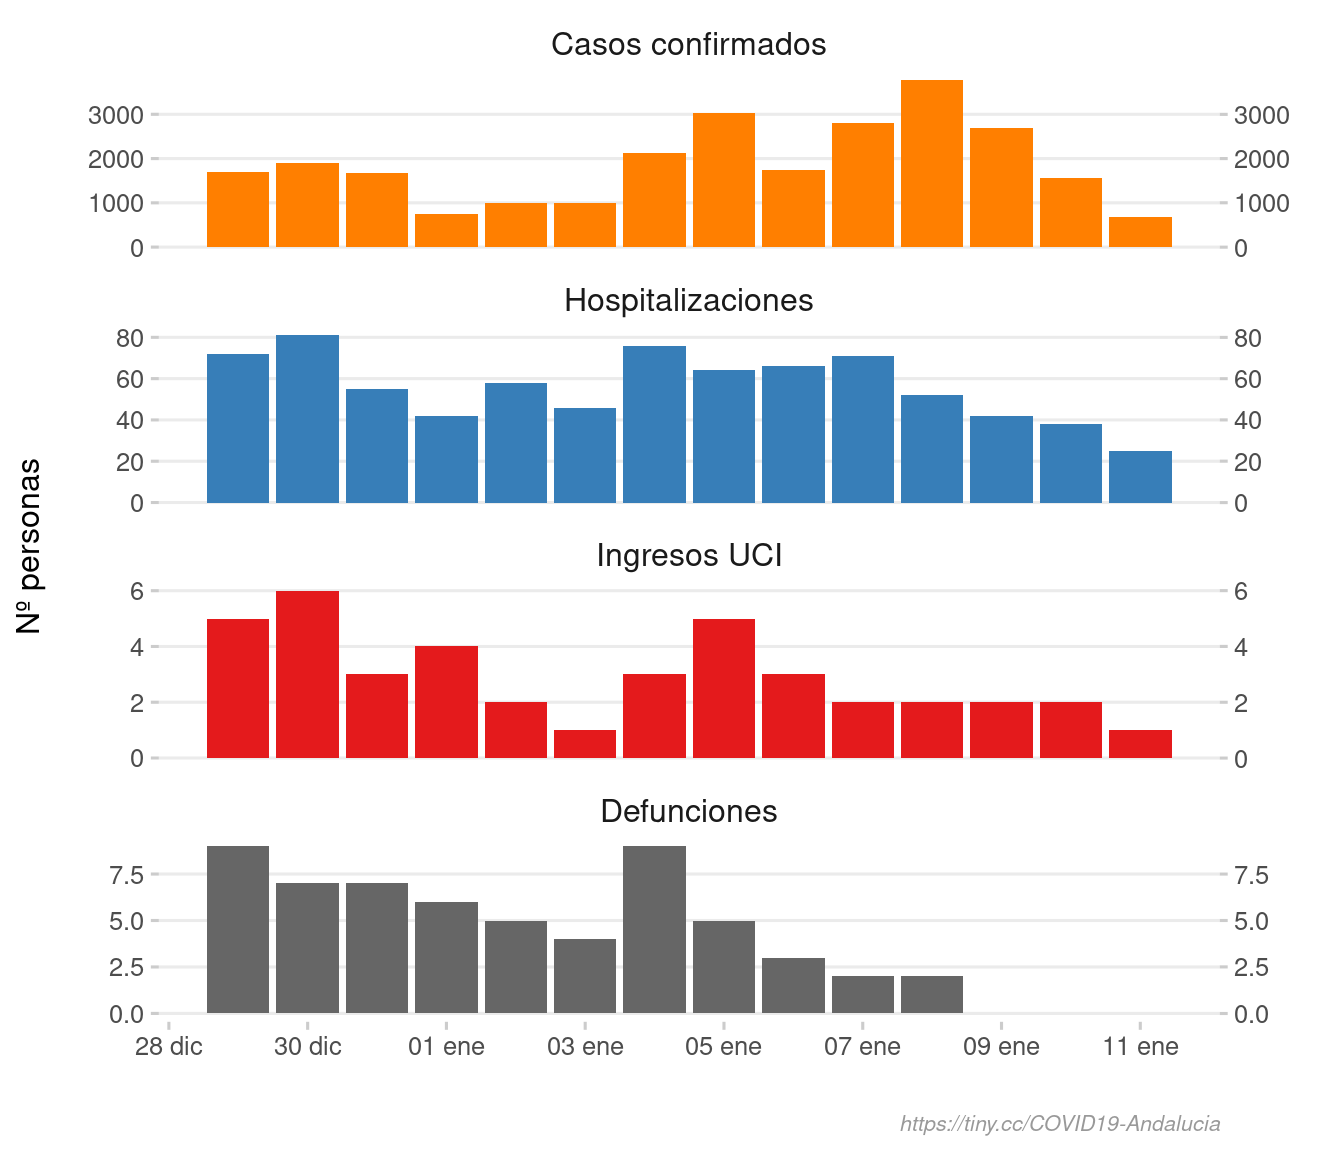 Casos confirmados
3000 3000
2000 2000
1000 1000
0 0
Hospitalizaciones
80 80
60 60
40 40
20 20
0 0
Nº personas
Ingresos UCI
6 6
4 4
2 2
0 0
Defunciones
7.5 7.5
5.0 5.0
2.5 2.5
0.0 0.0
28 dic 30 dic 01 ene 03 ene 05 ene 07 ene 09 ene 11 ene
https://tiny.cc/COVID19-Andalucia